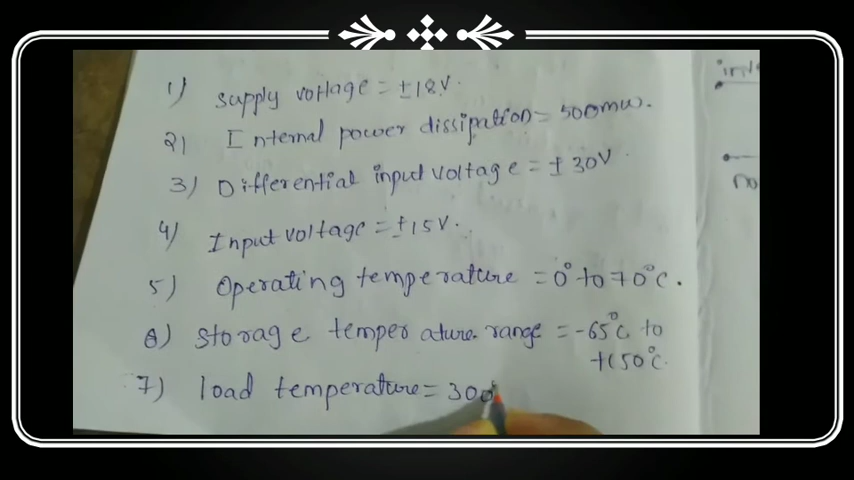 1) supply voltage = ±18V.
2) Internal power dissipation = 500mw.
3) Differential input voltage = ±30V
4) Input voltage = ±15V.
5) Operating temperature = 0° to 70°c.
6) storage temperature range = -65°c to
+150°c.
7) load temperature = 300